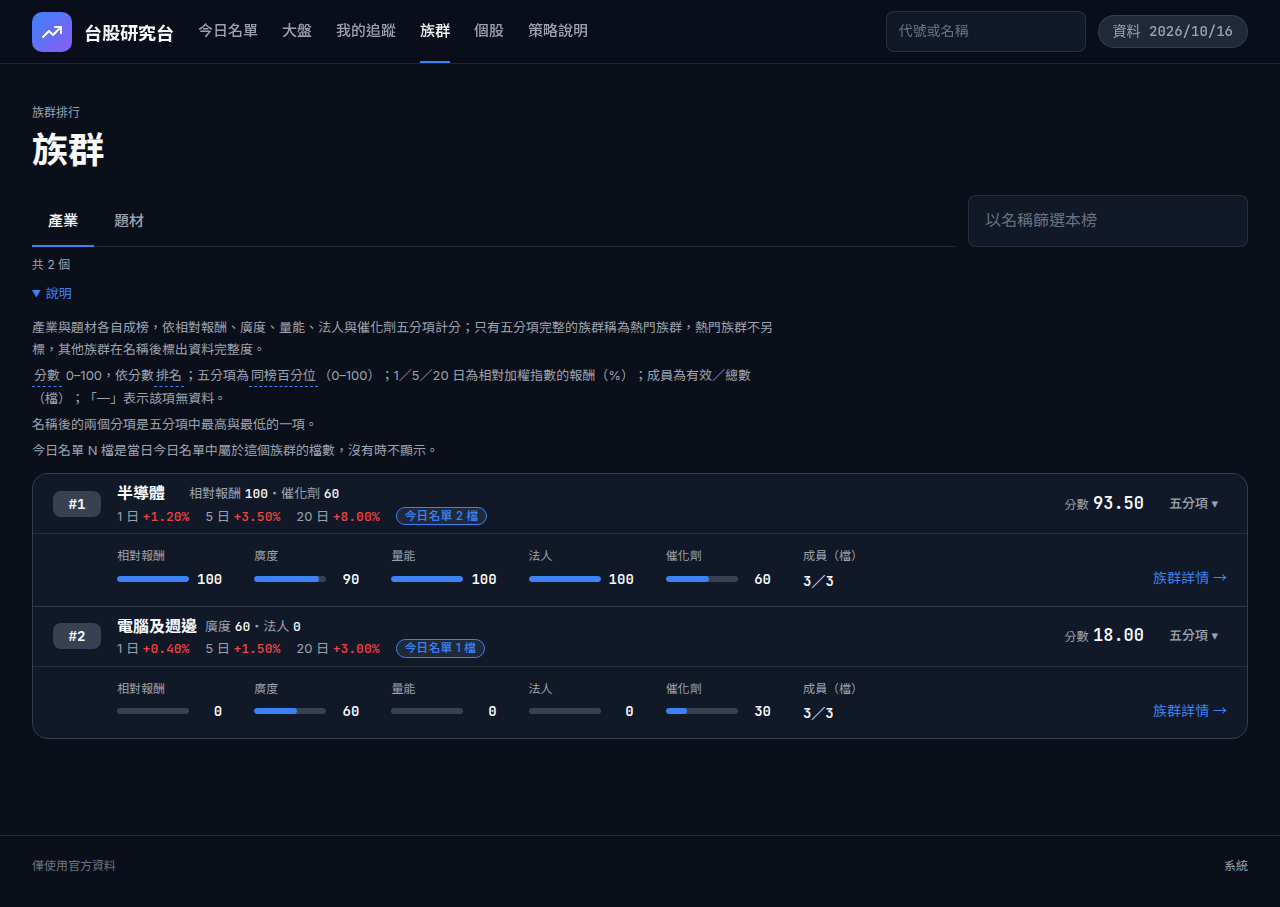 台股研究台
今日名單 大盤 我的追蹤 族群 個股 策略說明
代號或名稱
資料 2026/10/16
族群排行
族群
產業 題材
以名稱篩選本榜
共 2 個
▼ 說明
產業與題材各自成榜，依相對報酬、廣度、量能、法人與催化劑五分項計分；只有五分項完整的族群稱為熱門族群，熱門族群不另
標，其他族群在名稱後標出資料完整度。
分數 0–100，依分數排名；五分項為同榜百分位（0–100）；1／5／20 日為相對加權指數的報酬（%）；成員為有效／總數
（檔）；「—」表示該項無資料。
名稱後的兩個分項是五分項中最高與最低的一項。
今日名單 N 檔是當日今日名單中屬於這個族群的檔數，沒有時不顯示。
#1 半導體 相對報酬 100・催化劑 60
1 日 +1.20% 5 日 +3.50% 20 日 +8.00% 今日名單 2 檔
分數 93.50 五分項 ▾
相對報酬 廣度 量能 法人 催化劑 成員（檔）
100 90 100 100 60 3／3 族群詳情 →
#2 電腦及週邊 廣度 60・法人 0
1 日 +0.40% 5 日 +1.50% 20 日 +3.00% 今日名單 1 檔
分數 18.00 五分項 ▾
相對報酬 廣度 量能 法人 催化劑 成員（檔）
0 60 0 0 30 3／3 族群詳情 →
僅使用官方資料
系統